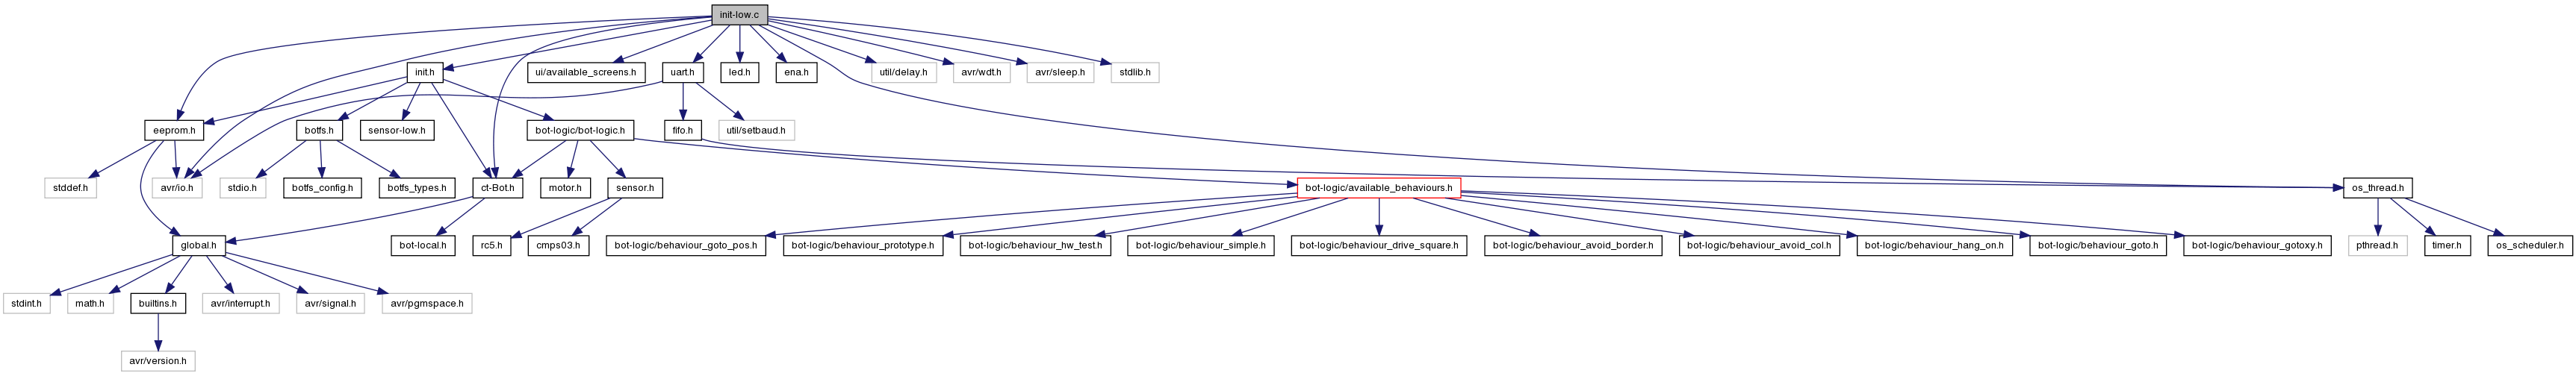 init-low.c
init.h
ui/available_screens.h
uart.h
led.h
ena.h
util/delay.h
avr/wdt.h
avr/sleep.h
stdlib.h
eeprom.h
botfs.h
sensor-low.h
bot-logic/bot-logic.h
fifo.h
util/setbaud.h
stddef.h
avr/io.h
stdio.h
botfs_config.h
botfs_types.h
ct-Bot.h
motor.h
sensor.h
bot-logic/available_behaviours.h
os_thread.h
global.h
bot-local.h
rc5.h
cmps03.h
bot-logic/behaviour_goto_pos.h
bot-logic/behaviour_prototype.h
bot-logic/behaviour_hw_test.h
bot-logic/behaviour_simple.h
bot-logic/behaviour_drive_square.h
bot-logic/behaviour_avoid_border.h
bot-logic/behaviour_avoid_col.h
bot-logic/behaviour_hang_on.h
bot-logic/behaviour_goto.h
bot-logic/behaviour_gotoxy.h
pthread.h
timer.h
os_scheduler.h
stdint.h
math.h
builtins.h
avr/interrupt.h
avr/signal.h
avr/pgmspace.h
avr/version.h